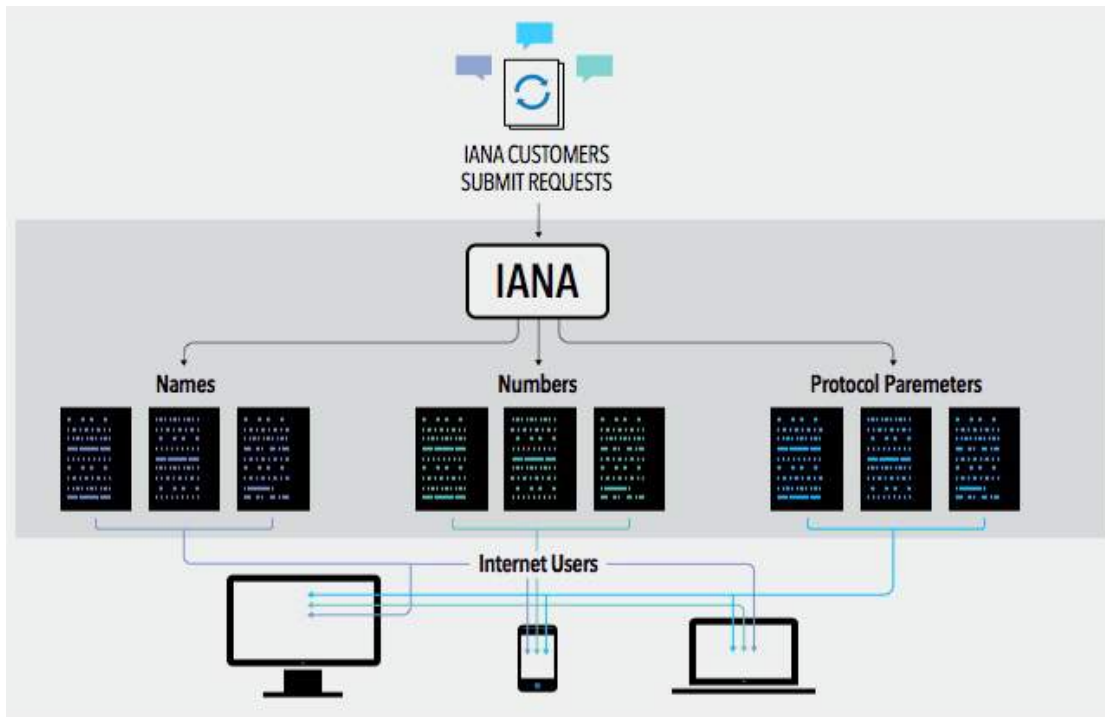 IANA CUSTOMERS
SUBMIT REQUESTS
IANA
Names
Numbers
Protocol Paremeters
Internet Users